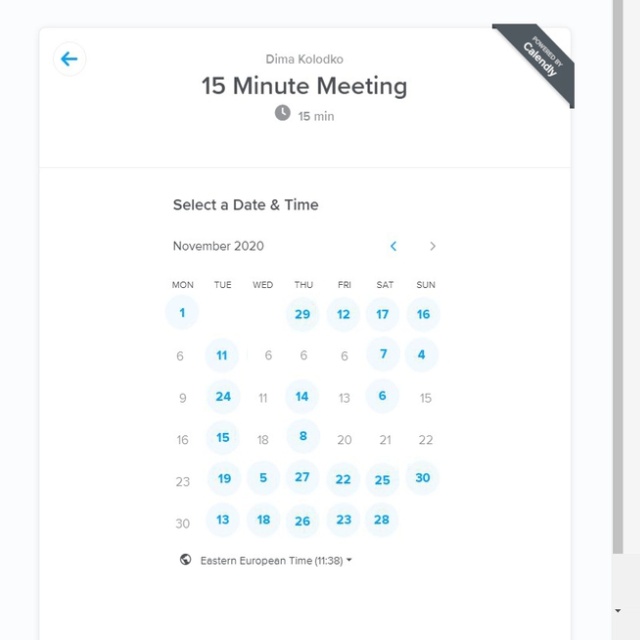 POWERED BY
Calendly
Dima Kolodko
15 Minute Meeting
15 min
Select a Date & Time
November 2020
MON TUE WED THU FRI SAT SUN
1 29 12 17 16
6 11 6 6 6 7 4
9 24 11 14 13 6 15
16 15 18 8 20 21 22
23 19 5 27 22 25 30
30 13 18 26 23 28
Eastern European Time (11:38)